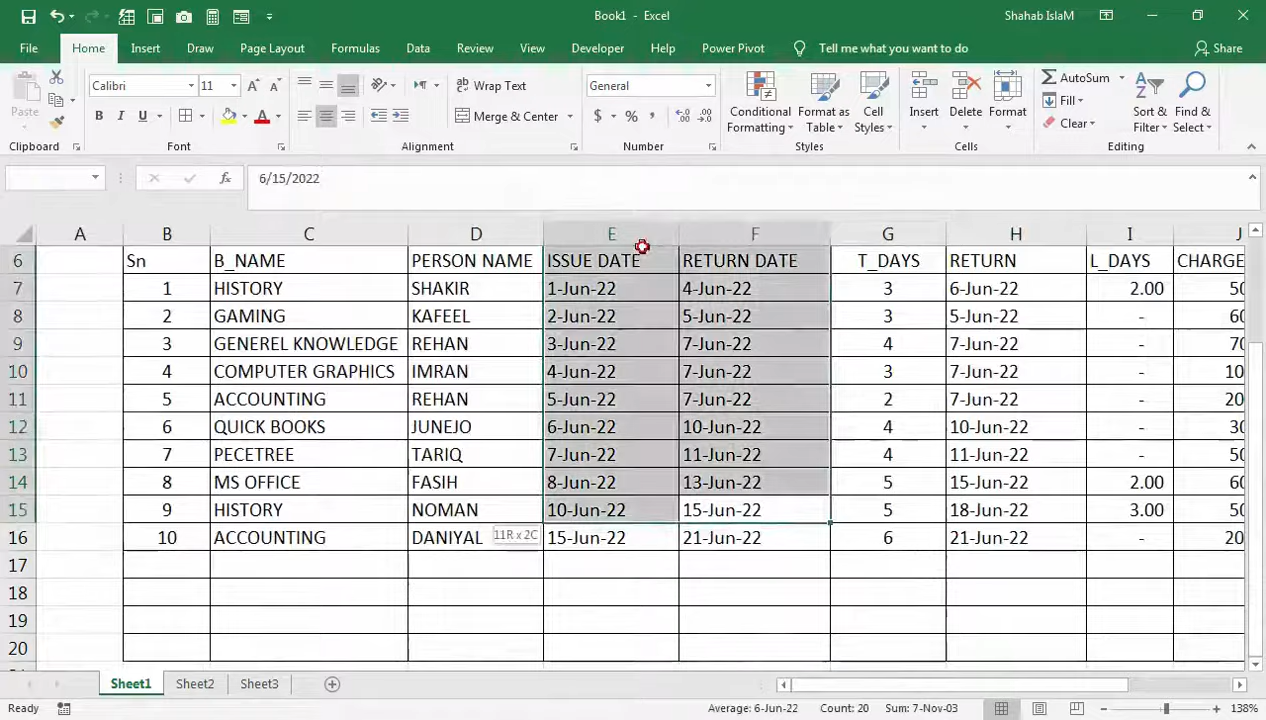 Book1 - Excel
Shahab IslaM
File Home Insert Draw Page Layout Formulas Data Review View Developer Help Power Pivot Tell me what you want to do Share
Paste
Calibri 11 A A
B I U A
Wrap Text
Merge & Center
General
$ % ,
Conditional Formatting
Format as Table
Cell Styles
Insert
Delete
Format
AutoSum
Fill
Clear
Sort & Filter
Find & Select
Clipboard Font Alignment Number Styles Cells Editing
fx 6/15/2022
A B C D E F G H I J
6 Sn B_NAME PERSON NAME ISSUE DATE RETURN DATE T_DAYS RETURN L_DAYS CHARGE
7 1 HISTORY SHAKIR 1-Jun-22 4-Jun-22 3 6-Jun-22 2.00 50
8 2 GAMING KAFEEL 2-Jun-22 5-Jun-22 3 5-Jun-22 - 60
9 3 GENEREL KNOWLEDGE REHAN 3-Jun-22 7-Jun-22 4 7-Jun-22 - 70
10 4 COMPUTER GRAPHICS IMRAN 4-Jun-22 7-Jun-22 3 7-Jun-22 - 10
11 5 ACCOUNTING REHAN 5-Jun-22 7-Jun-22 2 7-Jun-22 - 20
12 6 QUICK BOOKS JUNEJO 6-Jun-22 10-Jun-22 4 10-Jun-22 - 30
13 7 PECETREE TARIQ 7-Jun-22 11-Jun-22 4 11-Jun-22 - 50
14 8 MS OFFICE FASIH 8-Jun-22 13-Jun-22 5 15-Jun-22 2.00 60
15 9 HISTORY NOMAN 10-Jun-22 15-Jun-22 5 18-Jun-22 3.00 50
16 10 ACCOUNTING DANIYAL 11R x 2C 15-Jun-22 21-Jun-22 6 21-Jun-22 - 20
17
18
19
20
Sheet1 Sheet2 Sheet3
Ready Average: 6-Jun-22 Count: 20 Sum: 7-Nov-03 138%